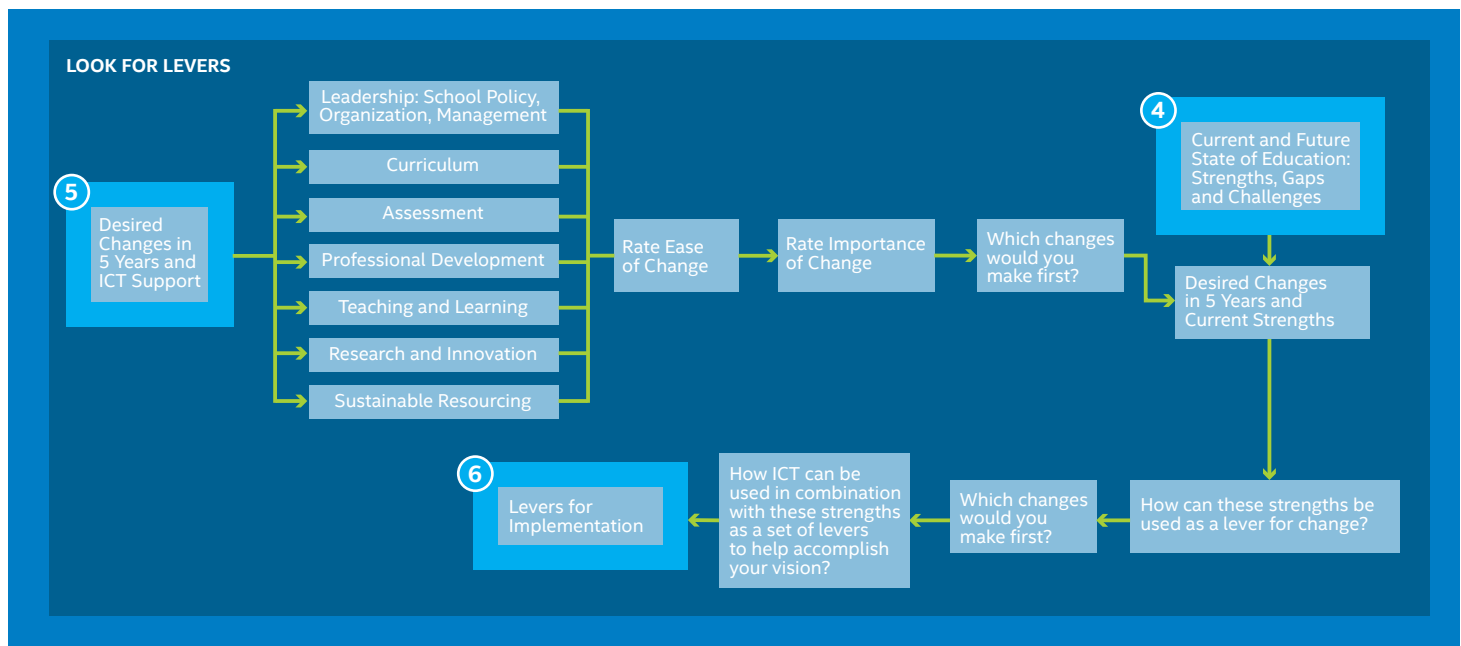 LOOK FOR LEVERS
5
Desired
Changes in
5 Years and
ICT Support
Leadership: School Policy,
Organization, Management
Curriculum
Assessment
Professional Development
Teaching and Learning
Research and Innovation
Sustainable Resourcing
Rate Ease
of Change
Rate Importance
of Change
Which changes
would you
make first?
4
Current and Future
State of Education:
Strengths, Gaps
and Challenges
Desired Changes
in 5 Years and
Current Strengths
How can these strengths be
used as a lever for change?
Which changes
would you
make first?
How ICT can be
used in combination
with these strengths
as a set of levers
to help accomplish
your vision?
6
Levers for
Implementation